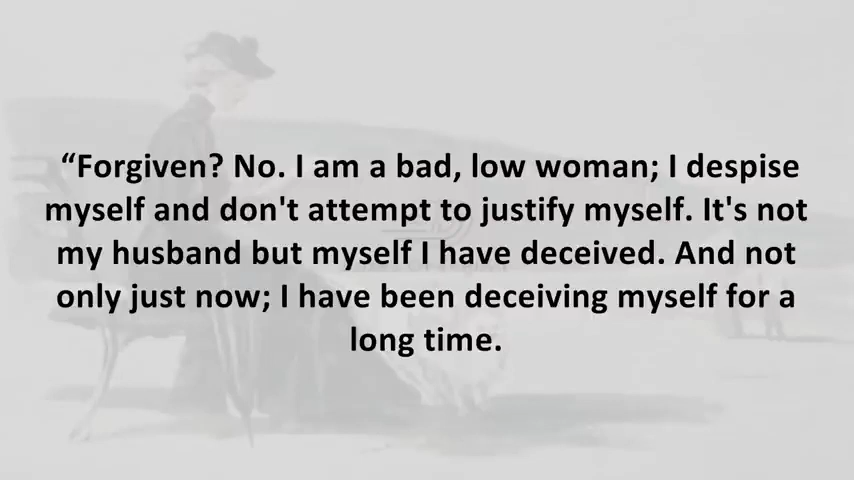 “Forgiven? No. I am a bad, low woman; I despise
myself and don't attempt to justify myself. It's not
my husband but myself I have deceived. And not
only just now; I have been deceiving myself for a
long time.